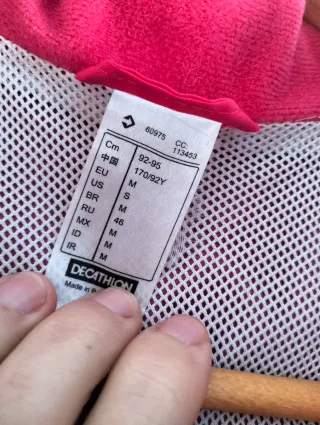 60975 CC:
113453
Cm 92-95
中国 170/92Y
EU M
US S
BR M
RU 46
MX M
ID M
IR M
DECATHLON
Made in